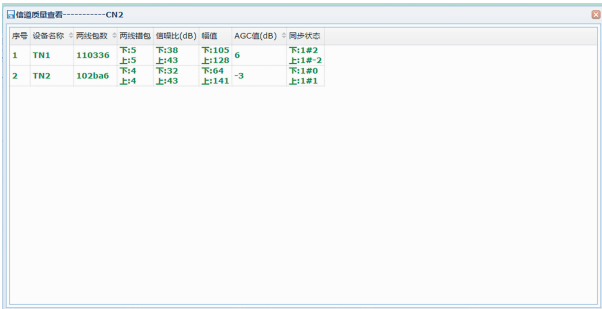 信道质量查看-----------CN2
序号 设备名称 两线包数 两线错包 信噪比(dB) 幅值 AGC值(dB) 同步状态
1 TN1 110336 下:5 下:38 下:105 6 下:1#2
上:5 上:43 上:128 上:1#-2
2 TN2 102ba6 下:4 下:32 下:64 -3 下:1#0
上:4 上:43 上:141 上:1#1